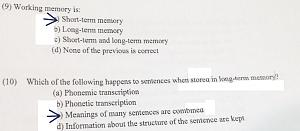 (9) Working memory is:
a) Short-term memory
b) Long-term memory
c) Short-term and long-term memory
(d) None of the previous is correct
(10) Which of the following happens to sentences when stored in long-term memory?
(a) Phonemic transcription
b) Phonetic transcription
) Meanings of many sentences are combined
d) Information about the structure of the sentence are kept